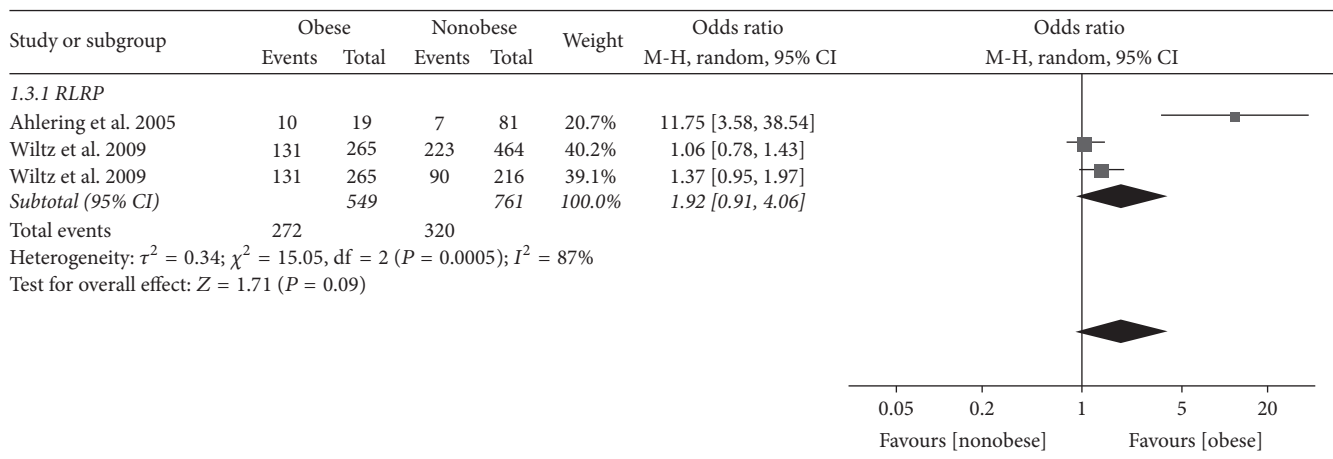 Study or subgroup Obese Nonobese Weight Odds ratio Odds ratio
Events Total Events Total M-H, random, 95% CI M-H, random, 95% CI
1.3.1 RLRP
Ahlering et al. 2005 10 19 7 81 20.7% 11.75 [3.58, 38.54]
Wiltz et al. 2009 131 265 223 464 40.2% 1.06 [0.78, 1.43]
Wiltz et al. 2009 131 265 90 216 39.1% 1.37 [0.95, 1.97]
Subtotal (95% CI) 549 761 100.0% 1.92 [0.91, 4.06]
Total events 272 320
Heterogeneity: τ² = 0.34; χ² = 15.05, df = 2 (P = 0.0005); I² = 87%
Test for overall effect: Z = 1.71 (P = 0.09)
0.05 0.2 1 5 20
Favours [nonobese] Favours [obese]